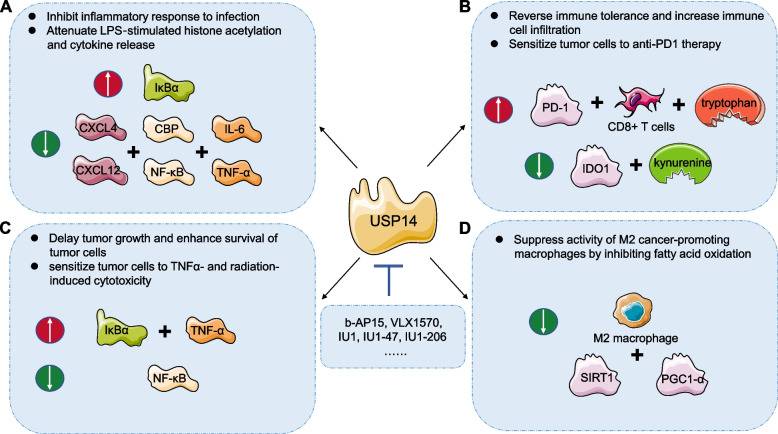 A
● Inhibit inflammatory response to infection
● Attenuate LPS-stimulated histone acetylation
and cytokine release
IκBα
CXCL4
CBP
IL-6
+
+
CXCL12
NF-κB
TNF-α
B
● Reverse immune tolerance and increase immune
cell infiltration
● Sensitize tumor cells to anti-PD1 therapy
PD-1
+
CD8+ T cells
+
tryptophan
IDO1
+
kynurenine
USP14
C
● Delay tumor growth and enhance survival of
tumor cells
● sensitize tumor cells to TNFα- and radiation-
induced cytotoxicity
IκBα
+
TNF-α
NF-κB
b-AP15, VLX1570,
IU1, IU1-47, IU1-206
......
D
● Suppress activity of M2 cancer-promoting
macrophages by inhibiting fatty acid oxidation
M2 macrophage
+
SIRT1
PGC1-α